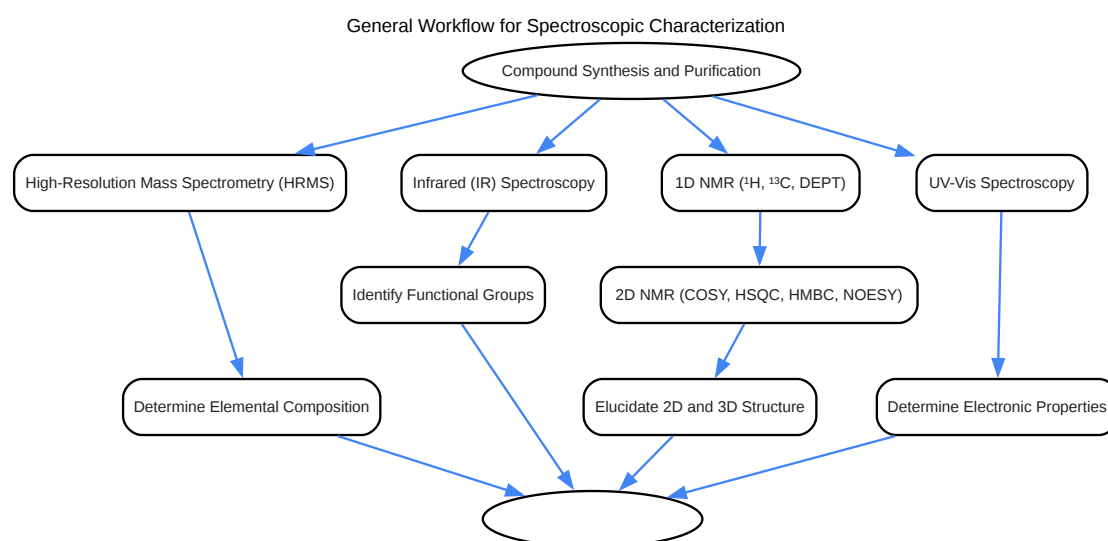 General Workflow for Spectroscopic Characterization
Compound Synthesis and Purification
High-Resolution Mass Spectrometry (HRMS)
Infrared (IR) Spectroscopy
1D NMR (¹H, ¹³C, DEPT)
UV-Vis Spectroscopy
Identify Functional Groups
2D NMR (COSY, HSQC, HMBC, NOESY)
Determine Elemental Composition
Elucidate 2D and 3D Structure
Determine Electronic Properties